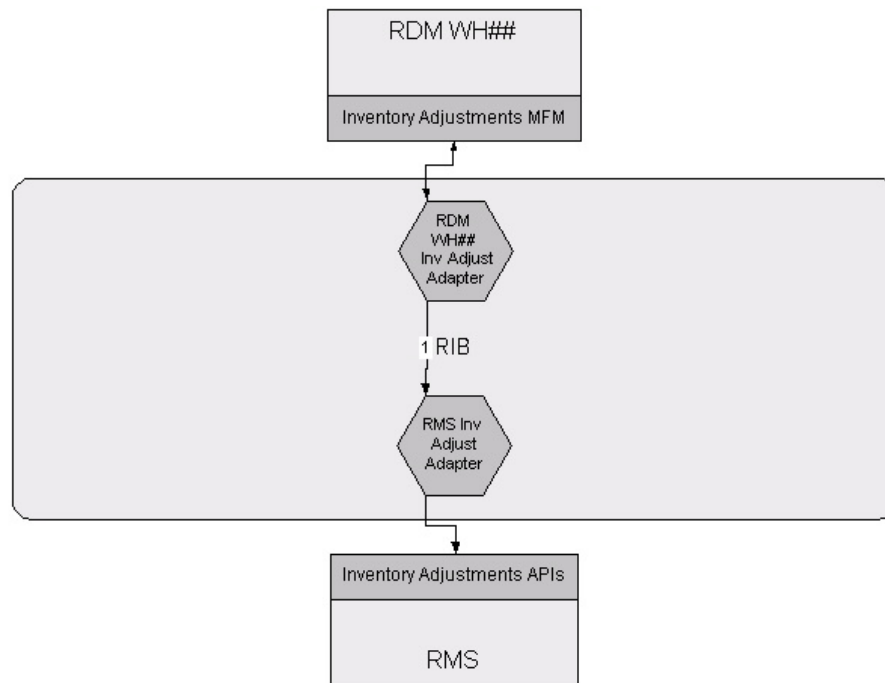 RDM WH##
Inventory Adjustments MFM
RDM
WH##
Inv Adjust
Adapter
1 RIB
RMS Inv
Adjust
Adapter
Inventory Adjustments APIs
RMS